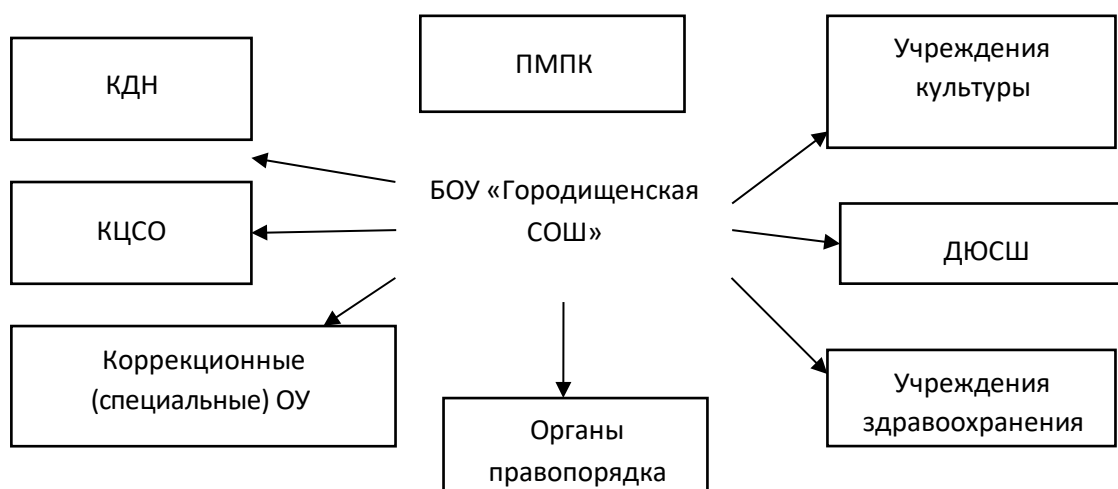 КДН
ПМПК
Учреждения
культуры
КЦСО
БОУ «Городищенская
СОШ»
ДЮСШ
Коррекционные
(специальные) ОУ
Органы
правопорядка
Учреждения
здравоохранения